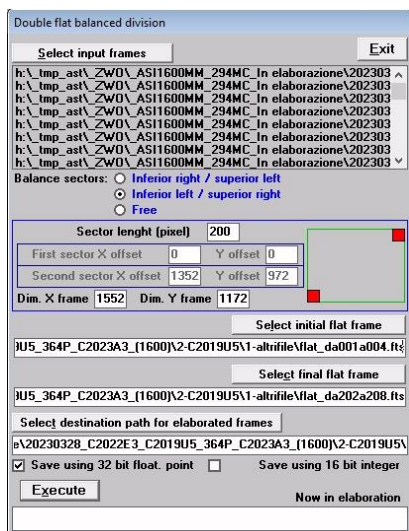 Double flat balanced division
Select input frames
Exit
h:\_tmp_ast\_ZWO\_ASI1600MM_294MC_In elaborazione\202303
h:\_tmp_ast\_ZWO\_ASI1600MM_294MC_In elaborazione\202303
h:\_tmp_ast\_ZWO\_ASI1600MM_294MC_In elaborazione\202303
h:\_tmp_ast\_ZWO\_ASI1600MM_294MC_In elaborazione\202303
h:\_tmp_ast\_ZWO\_ASI1600MM_294MC_In elaborazione\202303
h:\_tmp_ast\_ZWO\_ASI1600MM_294MC_In elaborazione\202303
h:\_tmp_ast\_ZWO\_ASI1600MM_294MC_In elaborazione\202303
Balance sectors: Inferior right / superior left
Inferior left / superior right
Free
Sector lenght (pixel) 200
First sector X offset 0 Y offset 0
Second sector X offset 1352 Y offset 972
Dim. X frame 1552 Dim. Y frame 1172
Select initial flat frame
U5_364P_C2023A3_(1600)\2-C2019U5\1-altrifile\flat_da001a004.fts
Select final flat frame
U5_364P_C2023A3_(1600)\2-C2019U5\1-altrifile\flat_da202a208.fts
Select destination path for elaborated frames
e\20230328_C2022E3_C2019U5_364P_C2023A3_(1600)\2-C2019U5\
Save using 32 bit float. point Save using 16 bit integer
Execute
Now in elaboration